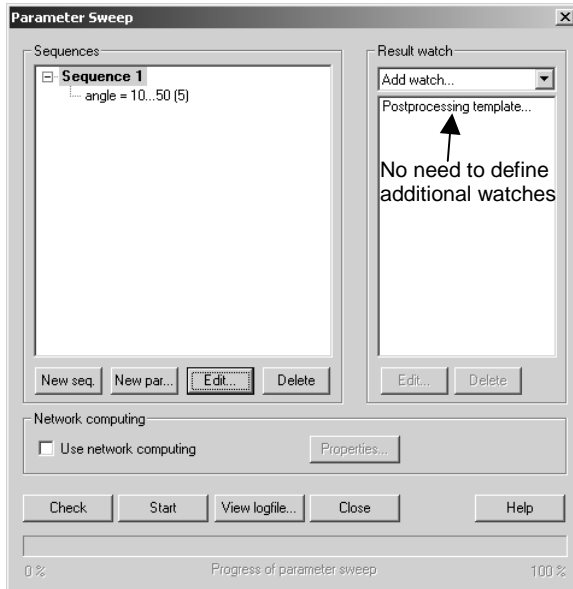 Parameter Sweep
Sequences
Sequence 1
angle = 10...50 (5)
New seq.
New par...
Edit...
Delete
Result watch
Add watch...
Postprocessing template...
No need to define
additional watches
Edit...
Delete
Network computing
Use network computing
Properties...
Check
Start
View logfile...
Close
Help
0 %
Progress of parameter sweep
100 %